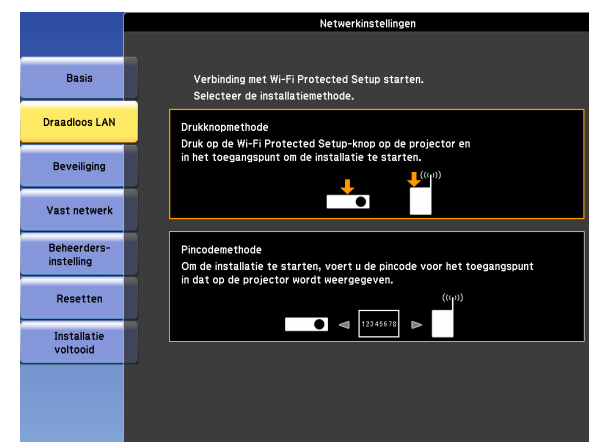 Netwerkinstellingen
Basis
Draadloos LAN
Beveiliging
Vast netwerk
Beheerders-
instelling
Resetten
Installatie
voltooid
Verbinding met Wi-Fi Protected Setup starten.
Selecteer de installatiemethode.
Drukknopmethode
Druk op de Wi-Fi Protected Setup-knop op de projector en
in het toegangspunt om de installatie te starten.
Pincodemethode
Om de installatie te starten, voert u de pincode voor het toegangspunt
in dat op de projector wordt weergegeven.
12345678